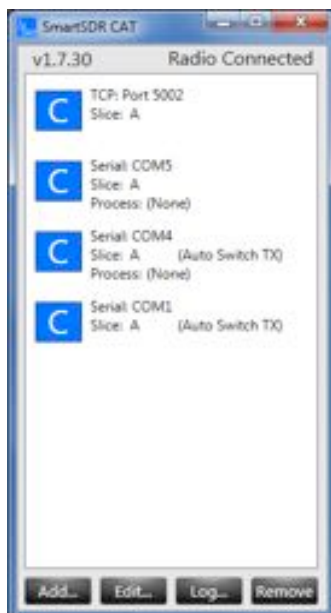 SmartSDR CAT
v1.7.30 Radio Connected
C
TCP: Port 5002
Slice: A
C
Serial: COM5
Slice: A
Process: (None)
C
Serial: COM4
Slice: A (Auto Switch TX)
Process: (None)
C
Serial: COM1
Slice: A (Auto Switch TX)
Add... Edit... Log... Remove